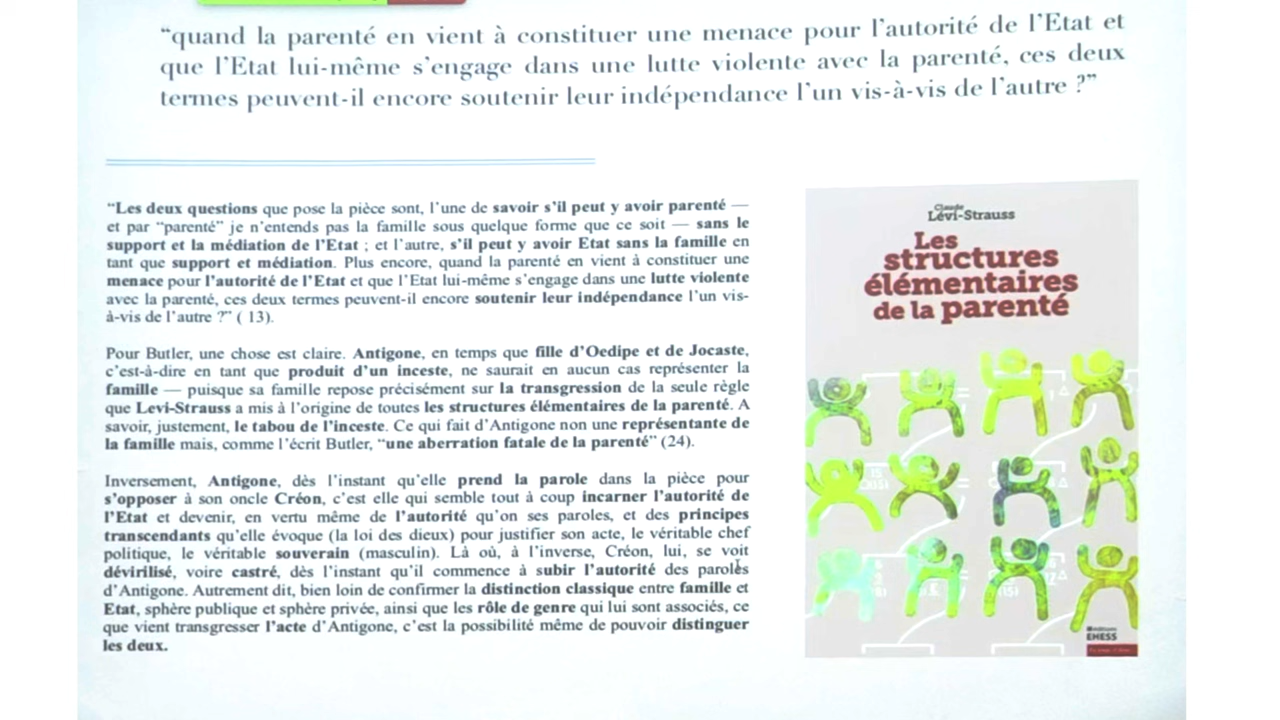 “quand la parenté en vient à constituer une menace pour l’autorité de l’Etat et
que l’Etat lui-même s’engage dans une lutte violente avec la parenté, ces deux
termes peuvent-il encore soutenir leur indépendance l’un vis-à-vis de l’autre ?”
“Les deux questions que pose la pièce sont, l’une de savoir s’il peut y avoir parenté —
et par “parenté” je n’entends pas la famille sous quelque forme que ce soit — sans le
support et la médiation de l’Etat ; et l’autre, s’il peut y avoir Etat sans la famille en
tant que support et médiation. Plus encore, quand la parenté en vient à constituer une
menace pour l’autorité de l’Etat et que l’Etat lui-même s’engage dans une lutte violente
avec la parenté, ces deux termes peuvent-il encore soutenir leur indépendance l’un vis-
à-vis de l’autre ?” ( 13).
Pour Butler, une chose est claire. Antigone, en temps que fille d’Oedipe et de Jocaste,
c’est-à-dire en tant que produit d’un inceste, ne saurait en aucun cas représenter la
famille — puisque sa famille repose précisément sur la transgression de la seule règle
que Levi-Strauss a mis à l’origine de toutes les structures élémentaires de la parenté. A
savoir, justement, le tabou de l’inceste. Ce qui fait d’Antigone non une représentante de
la famille mais, comme l’écrit Butler, “une aberration fatale de la parenté” (24).
Inversement, Antigone, dès l’instant qu’elle prend la parole dans la pièce pour
s’opposer à son oncle Créon, c’est elle qui semble tout à coup incarner l’autorité de
l’Etat et devenir, en vertu même de l’autorité qu’on ses paroles, et des principes
transcendants qu’elle évoque (la loi des dieux) pour justifier son acte, le véritable chef
politique, le véritable souverain (masculin). Là où, à l’inverse, Créon, lui, se voit
dévirilisé, voire castré, dès l’instant qu’il commence à subir l’autorité des paroles
d’Antigone. Autrement dit, bien loin de confirmer la distinction classique entre famille et
Etat, sphère publique et sphère privée, ainsi que les rôle de genre qui lui sont associés, ce
que vient transgresser l’acte d’Antigone, c’est la possibilité même de pouvoir distinguer
les deux.
Claude
Lévi-Strauss
Les
structures
élémentaires
de la parenté
EHESS